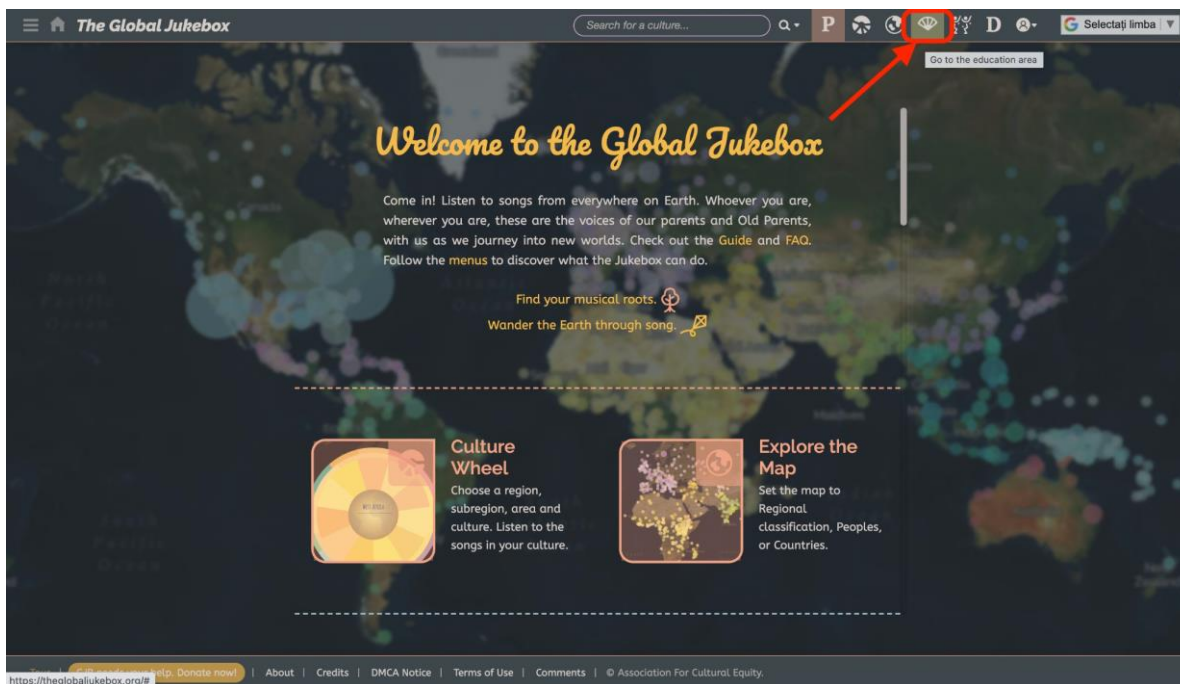 The Global Jukebox
Search for a culture...
P
D
G Selectați limba
Go to the education area
Welcome to the Global Jukebox
Come in! Listen to songs from everywhere on Earth. Whoever you are,
wherever you are, these are the voices of our parents and Old Parents,
with us as we journey into new worlds. Check out the Guide and FAQ.
Follow the menus to discover what the Jukebox can do.
Find your musical roots.
Wander the Earth through song.
Culture
Wheel
Choose a region,
subregion, area and
culture. Listen to the
songs in your culture.
Explore the
Map
Set the map to
Regional
classification, Peoples,
or Countries.
help. Donate now! | About | Credits | DMCA Notice | Terms of Use | Comments | © Association For Cultural Equity.
https://theglobaljukebox.org/#